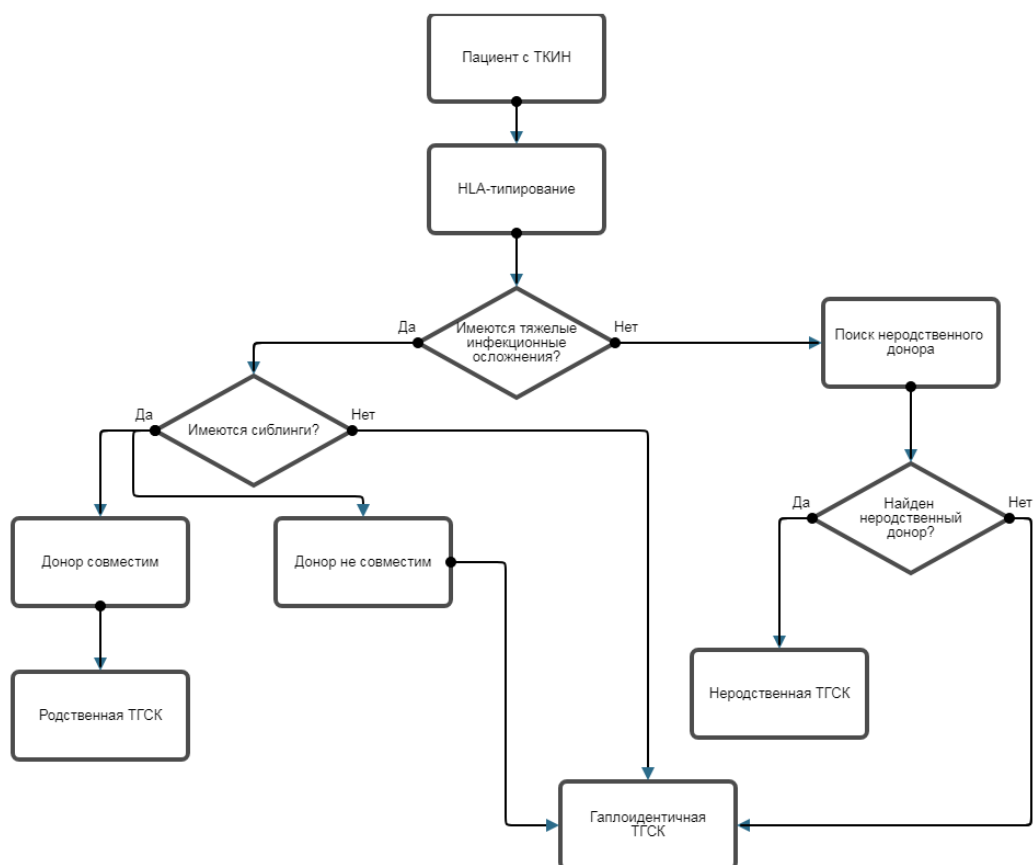 Пациент с ТКИН
HLA-типирование
Имеются тяжелые
инфекционные
осложнения?
Да
Нет
Поиск неродственного
донора
Имеются сиблинги?
Да
Нет
Найден
неродственный
донор?
Да
Нет
Донор совместим
Донор не совместим
Родственная ТГСК
Неродственная ТГСК
Гаплоидентичная
ТГСК